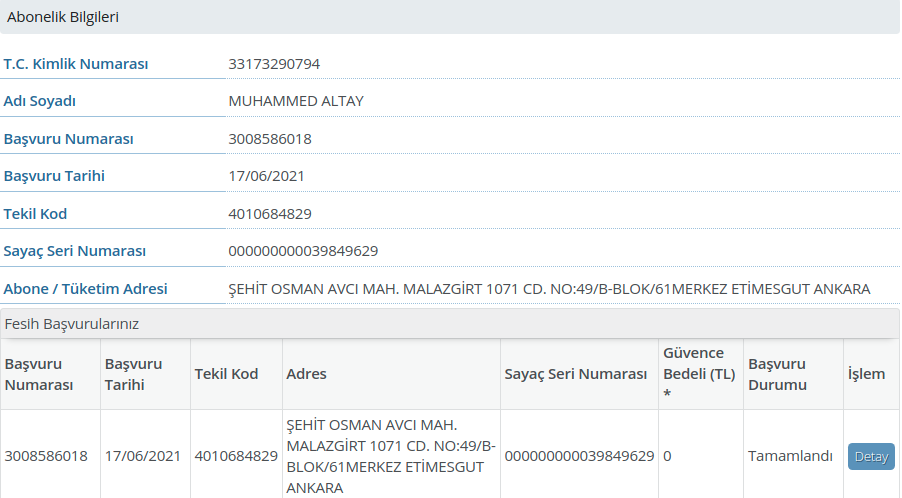 Abonelik Bilgileri
T.C. Kimlik Numarası 33173290794
Adı Soyadı MUHAMMED ALTAY
Başvuru Numarası 3008586018
Başvuru Tarihi 17/06/2021
Tekil Kod 4010684829
Sayaç Seri Numarası 000000000039849629
Abone / Tüketim Adresi ŞEHİT OSMAN AVCI MAH. MALAZGİRT 1071 CD. NO:49/B-BLOK/61MERKEZ ETİMESGUT ANKARA
Fesih Başvurularınız
Başvuru
Numarası
Başvuru
Tarihi
Tekil Kod
Adres
Sayaç Seri Numarası
Güvence
Bedeli (TL)
*
Başvuru
Durumu
İşlem
3008586018
17/06/2021
4010684829
ŞEHİT OSMAN AVCI MAH.
MALAZGİRT 1071 CD. NO:49/B-
BLOK/61MERKEZ ETİMESGUT
ANKARA
000000000039849629
0
Tamamlandı
Detay